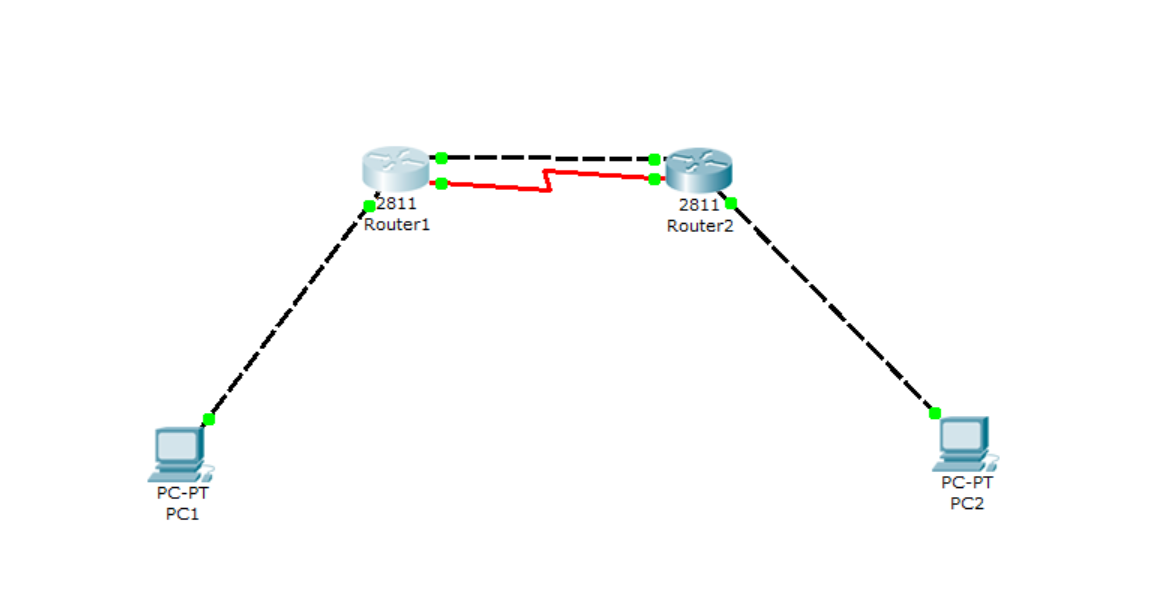 2811
Router1
2811
Router2
PC-PT
PC1
PC-PT
PC2